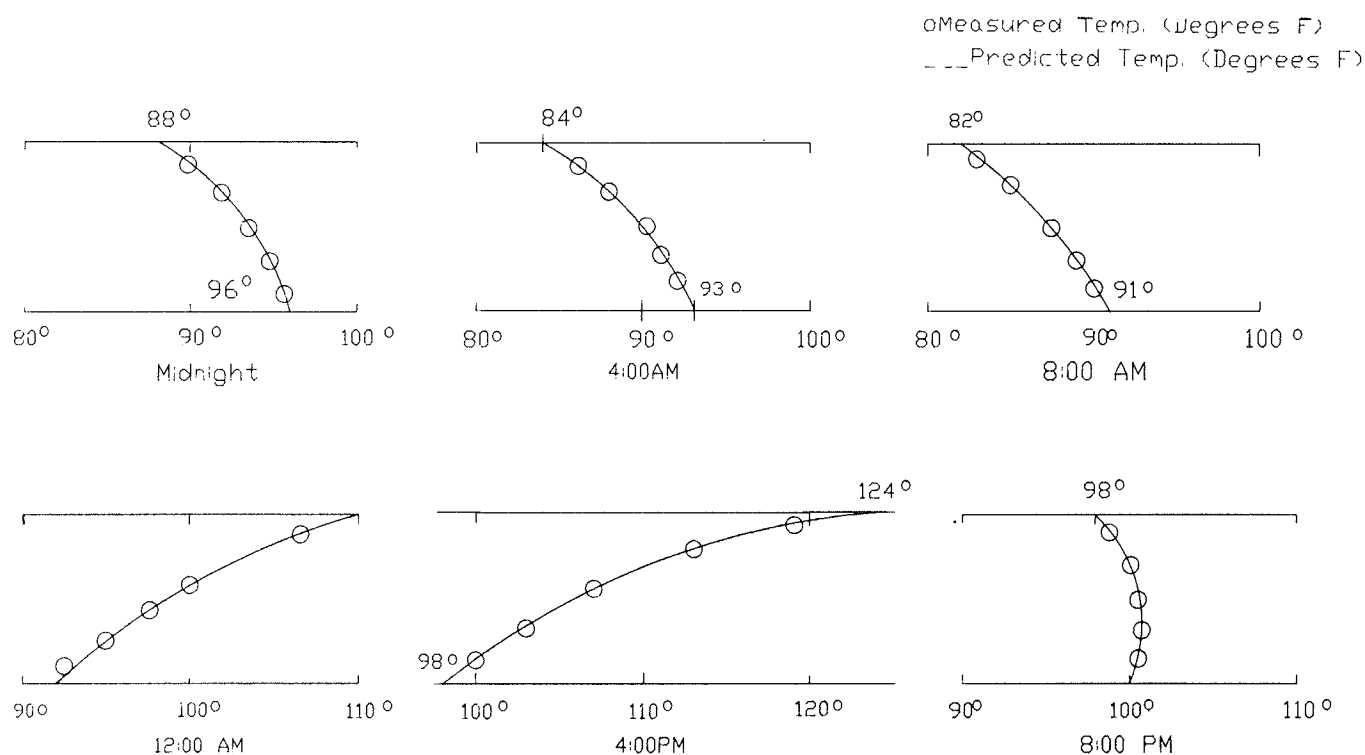 oMeasured Temp. (Degrees F)
___Predicted Temp. (Degrees F)
88° 84° 82°
96° 93° 91°
80° 90° 100° 80° 90° 100° 80° 90° 100°
Midnight 4:00AM 8:00 AM
124° 98°
98°
90° 100° 110° 100° 110° 120° 90° 100° 110°
12:00 AM 4:00PM 8:00 PM